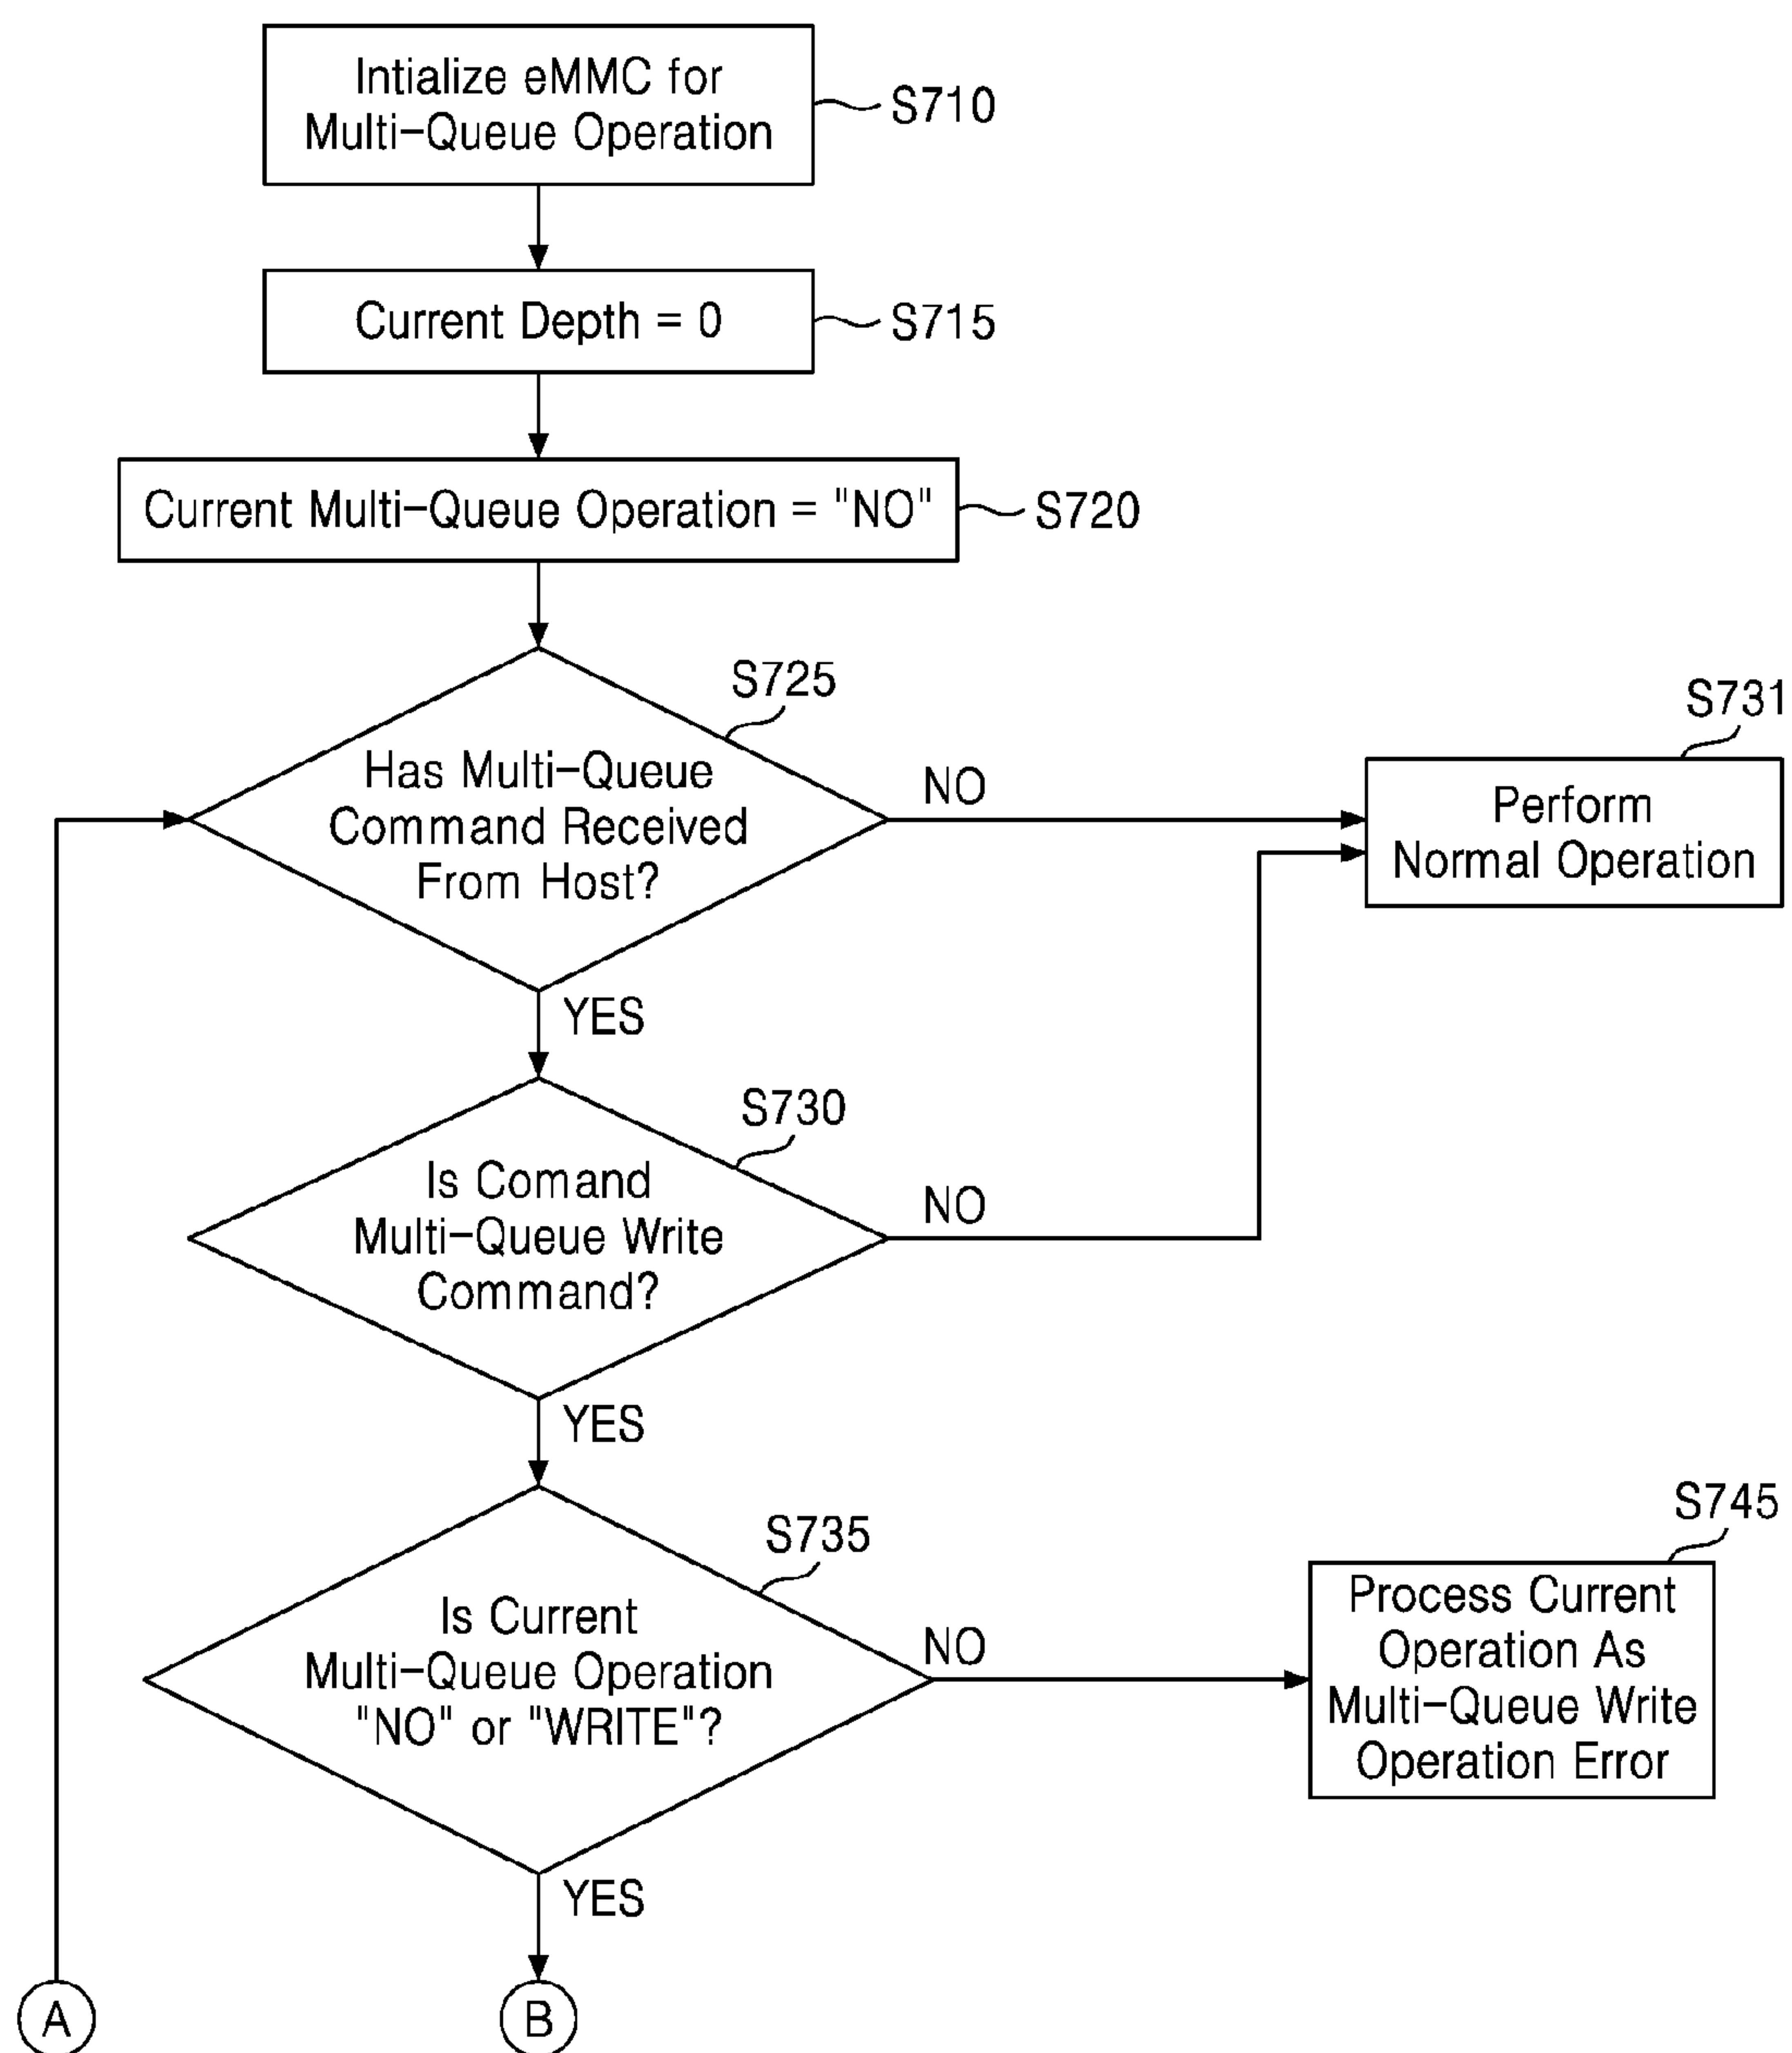 Intialize eMMC for
Multi-Queue Operation
S710
Current Depth = 0
S715
Current Multi-Queue Operation = "NO"
S720
S725
Has Multi-Queue
Command Received
From Host?
NO
YES
S731
Perform
Normal Operation
S730
Is Comand
Multi-Queue Write
Command?
NO
YES
S735
Is Current
Multi-Queue Operation
"NO" or "WRITE"?
NO
YES
S745
Process Current
Operation As
Multi-Queue Write
Operation Error
A
B